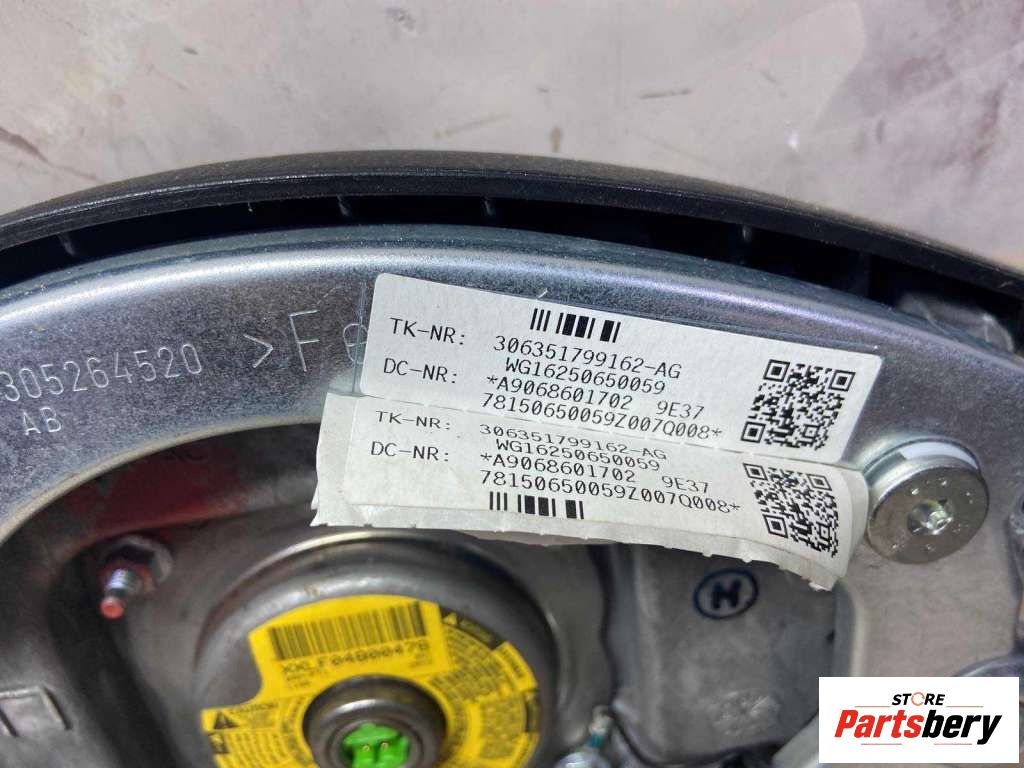 305264520 >Fe
AB
TK-NR: 306351799162-AG
WG16250650059
DC-NR: *A9068601702 9E37
78150650059Z007Q008*
TK-NR: 306351799162-AG
WG16250650059
DC-NR: *A9068601702 9E37
78150650059Z007Q008*
N
STORE
Partsbery